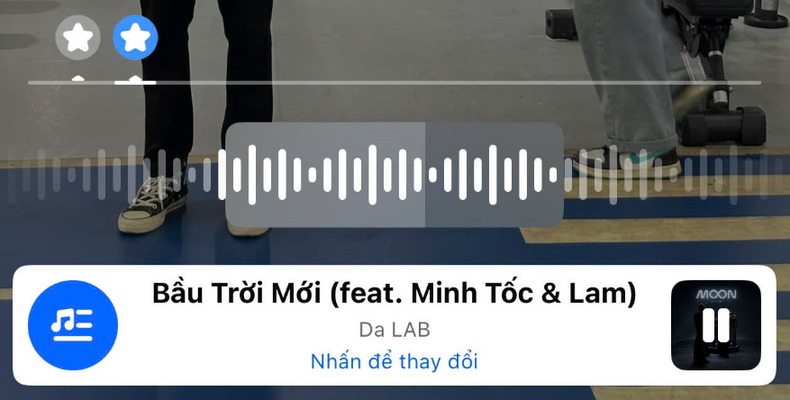 Bầu Trời Mới (feat. Minh Tốc & Lam)
Da LAB
Nhấn để thay đổi
MOON